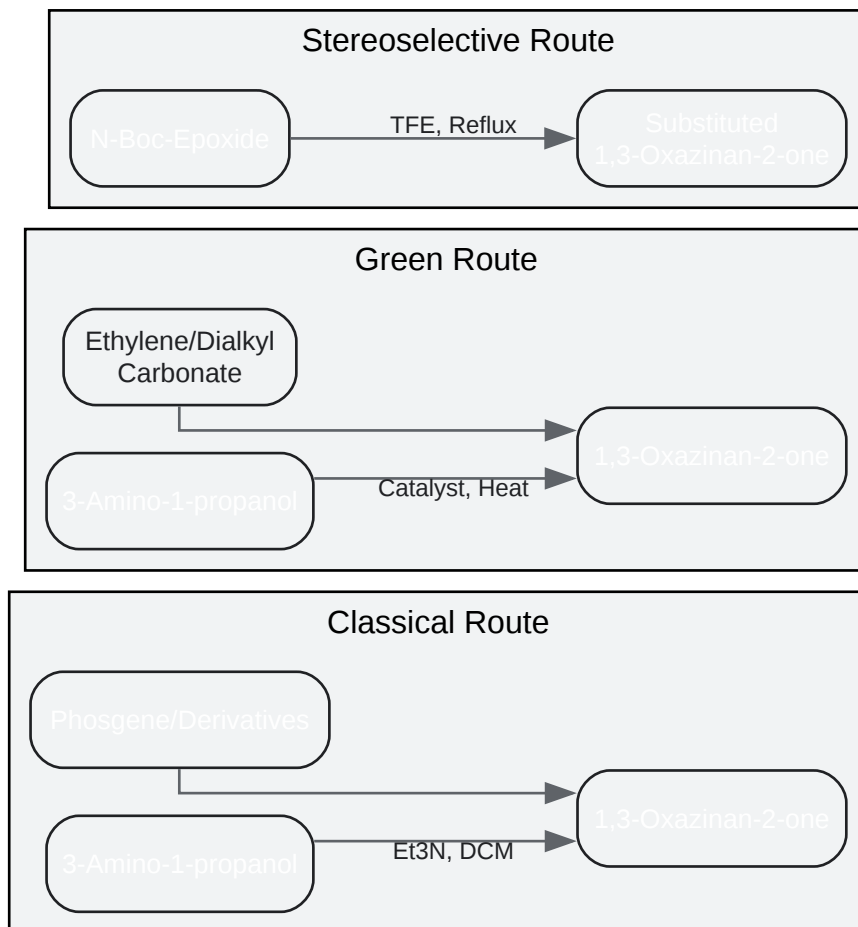 Stereoselective Route
N-Boc-Epoxide
TFE, Reflux
Substituted
1,3-Oxazinan-2-one
Green Route
Ethylene/Dialkyl
Carbonate
3-Amino-1-propanol
Catalyst, Heat
1,3-Oxazinan-2-one
Classical Route
Phosgene/Derivatives
3-Amino-1-propanol
Et3N, DCM
1,3-Oxazinan-2-one